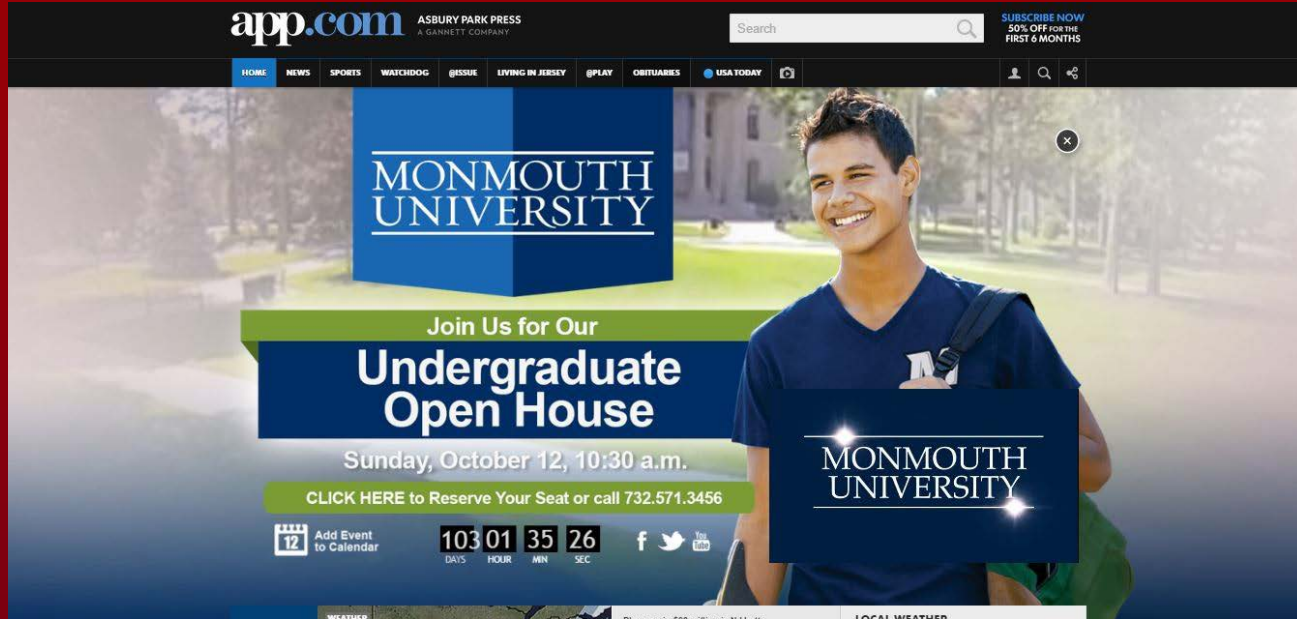 app.com
ASBURY PARK PRESS
A GANNETT COMPANY
Search
SUBSCRIBE NOW
50% OFF FOR THE
FIRST 6 MONTHS
HOME NEWS SPORTS WATCHDOG @ISSUE LIVING IN JERSEY @PLAY OBITUARIES USA TODAY
MONMOUTH
UNIVERSITY
Join Us for Our
Undergraduate
Open House
Sunday, October 12, 10:30 a.m.
CLICK HERE to Reserve Your Seat or call 732.571.3456
12 Add Event
to Calendar
103 01 35 26
DAYS HOUR MIN SEC
f You
Tube
M
MONMOUTH
UNIVERSITY
WEATHER
LOCAL WEATHER